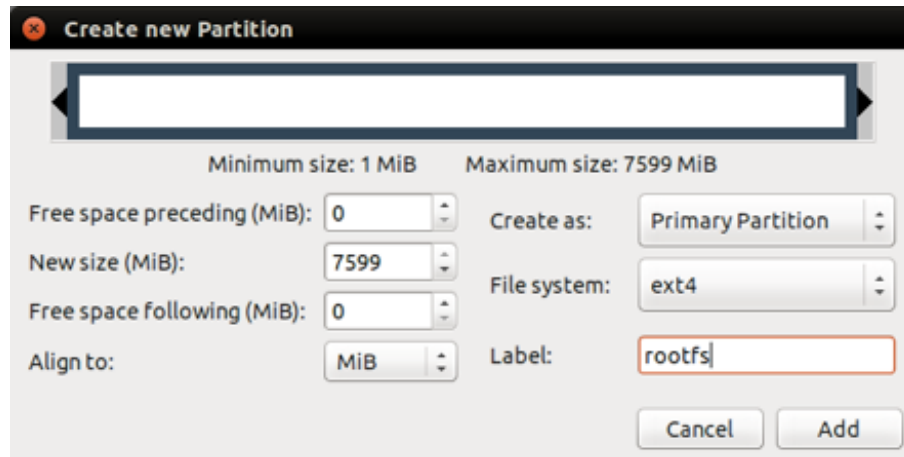 Create new Partition
Minimum size: 1 MiB Maximum size: 7599 MiB
Free space preceding (MiB): 0
New size (MiB): 7599
Free space following (MiB): 0
Align to: MiB
Create as: Primary Partition
File system: ext4
Label: rootfs
Cancel Add